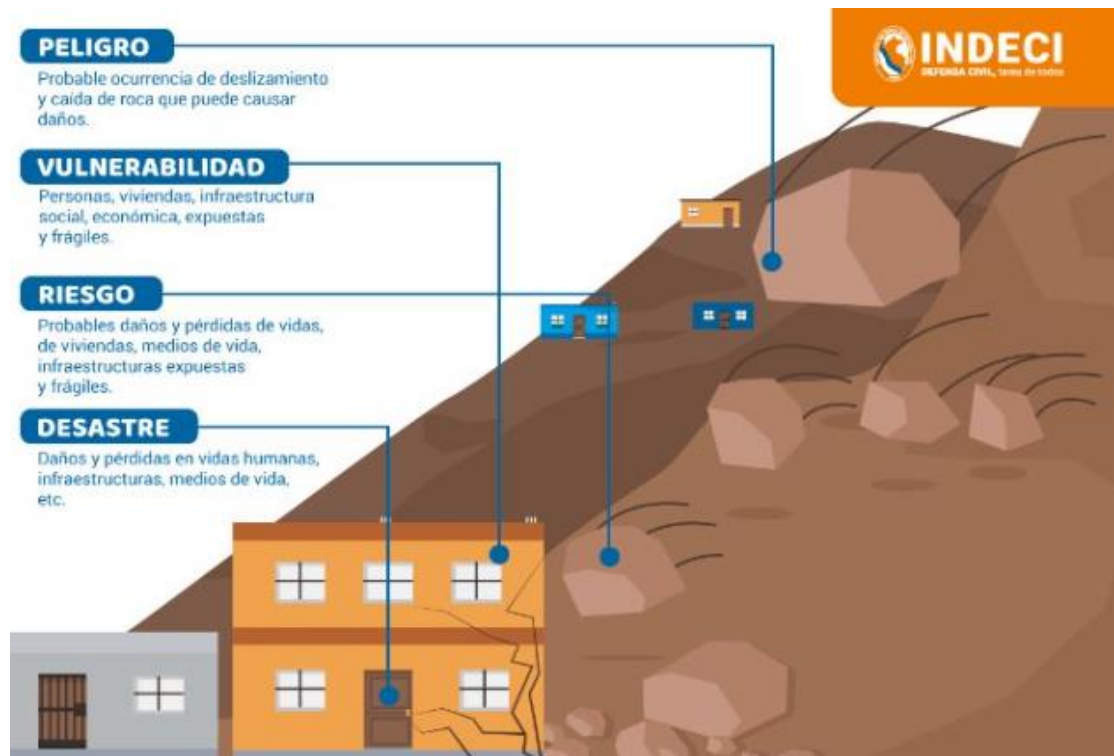 PELIGRO
Probable ocurrencia de deslizamiento
y caída de roca que puede causar
daños.
INDECI
DEFENSA CIVIL, tarea de todos
VULNERABILIDAD
Personas, viviendas, infraestructura
social, económica, expuestas
y frágiles.
RIESGO
Probables daños y pérdidas de vidas,
de viviendas, medios de vida,
infraestructuras expuestas
y frágiles.
DESASTRE
Daños y pérdidas en vidas humanas,
infraestructuras, medios de vida,
etc.